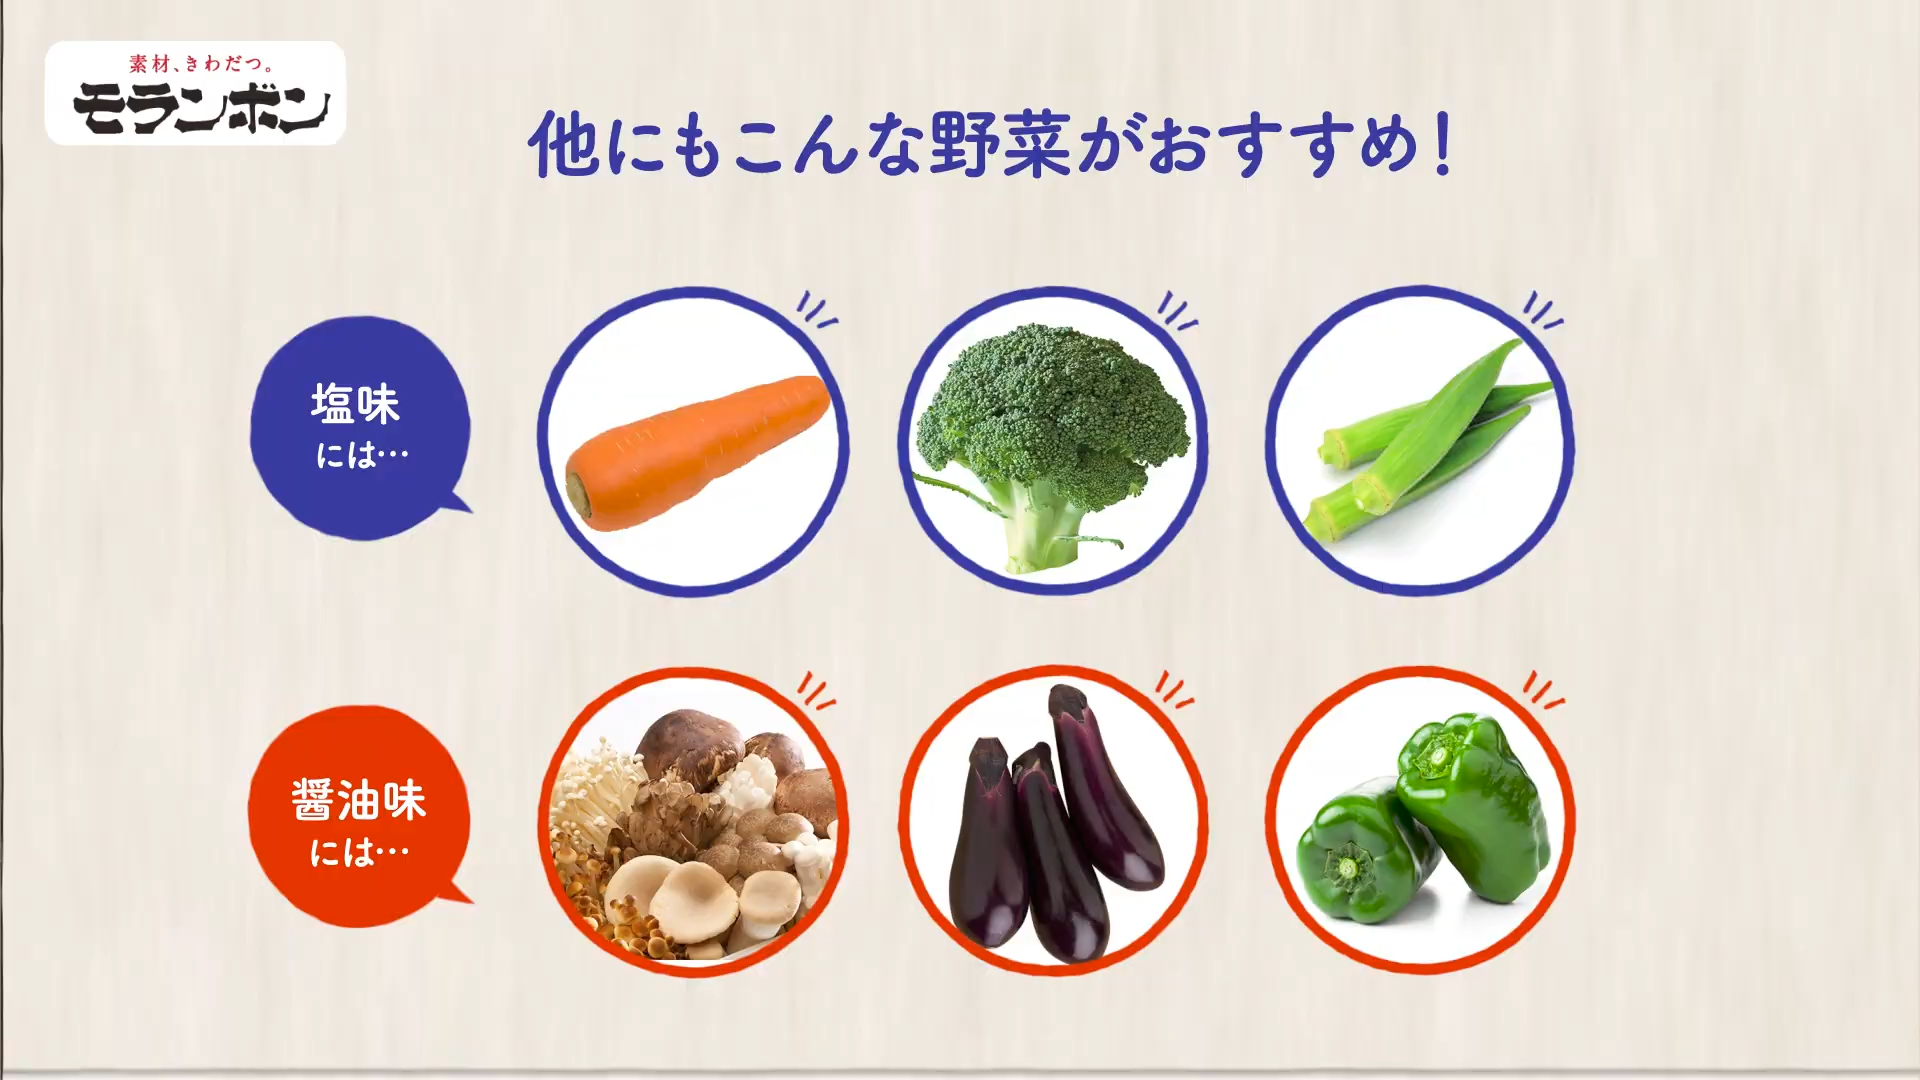 素材、きわだつ。
モランボン
他にもこんな野菜がおすすめ！
塩味
には…
醤油味
には…